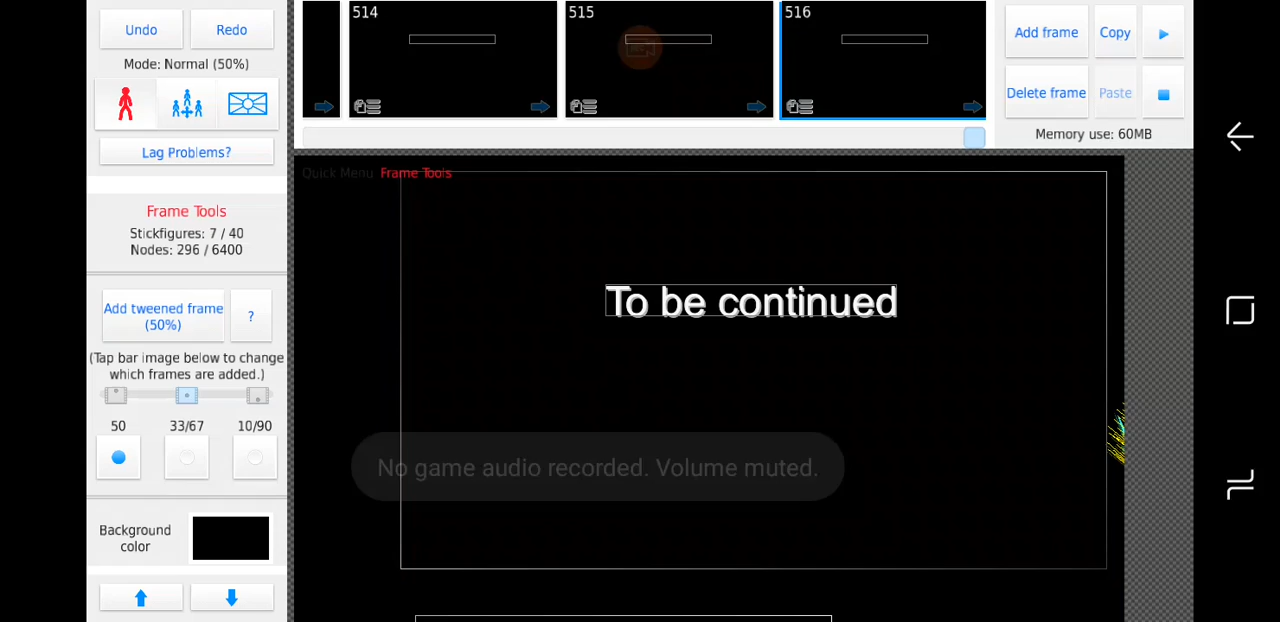 Undo
Redo
Mode: Normal (50%)
Lag Problems?
Frame Tools
Stickfigures: 7 / 40
Nodes: 296 / 6400
Add tweened frame
(50%)
?
(Tap bar image below to change
which frames are added.)
50
33/67
10/90
Background
color
514
515
516
Add frame
Copy
Delete frame
Paste
Memory use: 60MB
Quick Menu
Frame Tools
To be continued
No game audio recorded. Volume muted.